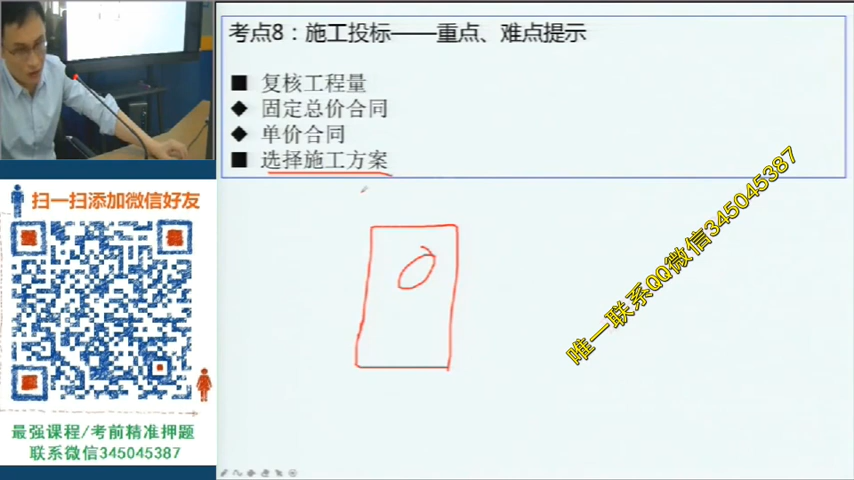 考点8：施工投标——重点、难点提示
■ 复核工程量
◆ 固定总价合同
◆ 单价合同
■ 选择施工方案
扫一扫添加微信好友
最强课程/考前精准押题
联系微信345045387
唯一联系QQ微信345045387